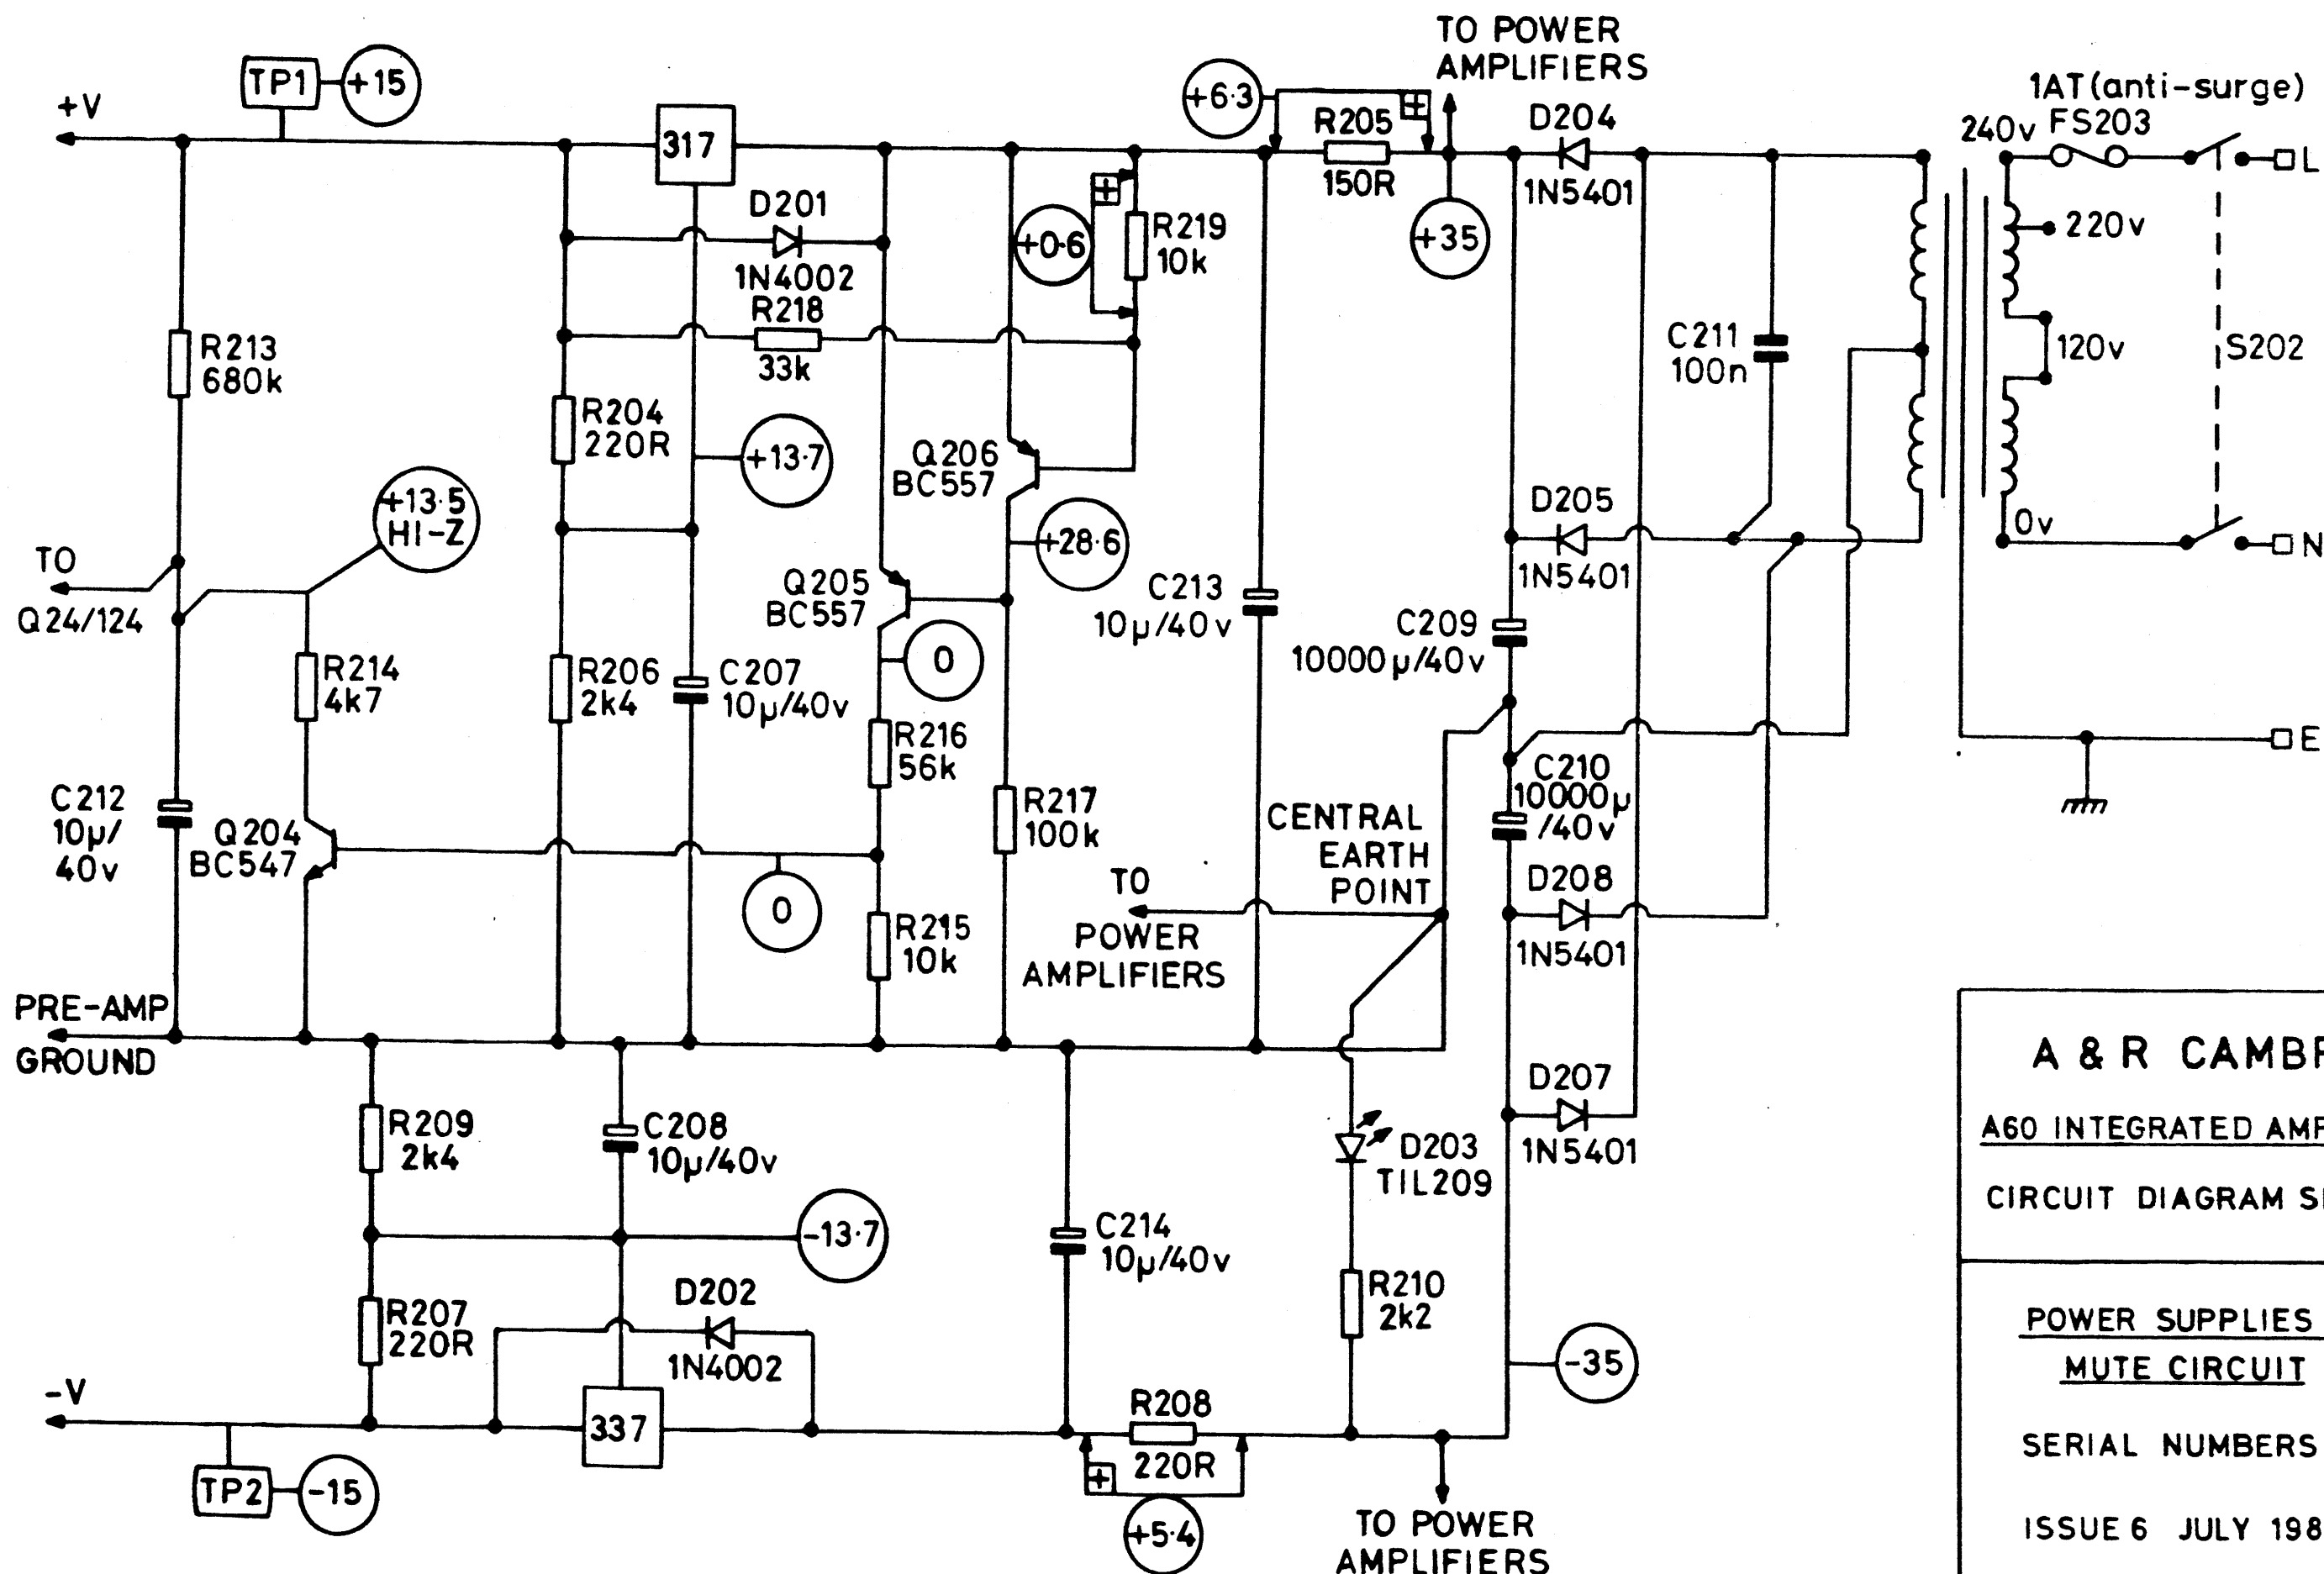 TO POWER
AMPLIFIERS
1AT (anti-surge)
FS203
240v
L
TP1
+15
+V
317
+6·3
+
R205
150R
D204
1N5401
+35
220v
D201
1N4002
+
+0·6
R219
10k
R218
33k
R213
680k
C211
100n
120v
S202
R204
220R
+13·7
Q206
BC557
+13·5
HI-Z
D205
1N5401
0v
N
+28·6
TO
Q24/124
Q205
BC557
C213
10µ/40v
C209
10000µ/40v
0
R214
4k7
R206
2k4
C207
10µ/40v
R216
56k
E
C210
10000µ
/40v
C212
10µ/
40v
Q204
BC547
R217
100k
CENTRAL
EARTH
POINT
0
TO
POWER
AMPLIFIERS
D208
1N5401
R215
10k
PRE-AMP
GROUND
A & R CAMB
A60 INTEGRATED AM
CIRCUIT DIAGRAM S
D207
1N5401
R209
2k4
C208
10µ/40v
D203
TIL209
-13·7
C214
10µ/40v
D202
1N4002
R207
220R
R210
2k2
-35
POWER SUPPLIES
MUTE CIRCUIT
-V
337
R208
220R
+
+5·4
TP2
-15
SERIAL NUMBERS
TO POWER
AMPLIFIERS
ISSUE 6 JULY 198